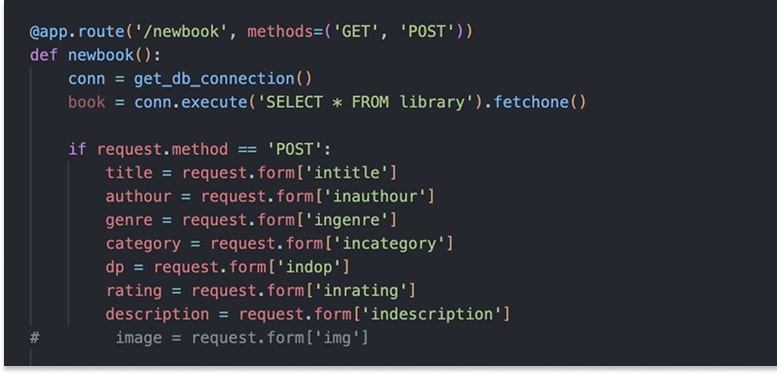 @app.route('/newbook', methods=('GET', 'POST'))
def newbook():
    conn = get_db_connection()
    book = conn.execute('SELECT * FROM library').fetchone()

    if request.method == 'POST':
        title = request.form['intitle']
        authour = request.form['inauthour']
        genre = request.form['ingenre']
        category = request.form['incategory']
        dp = request.form['indop']
        rating = request.form['inrating']
        description = request.form['indescription']
#        image = request.form['img']